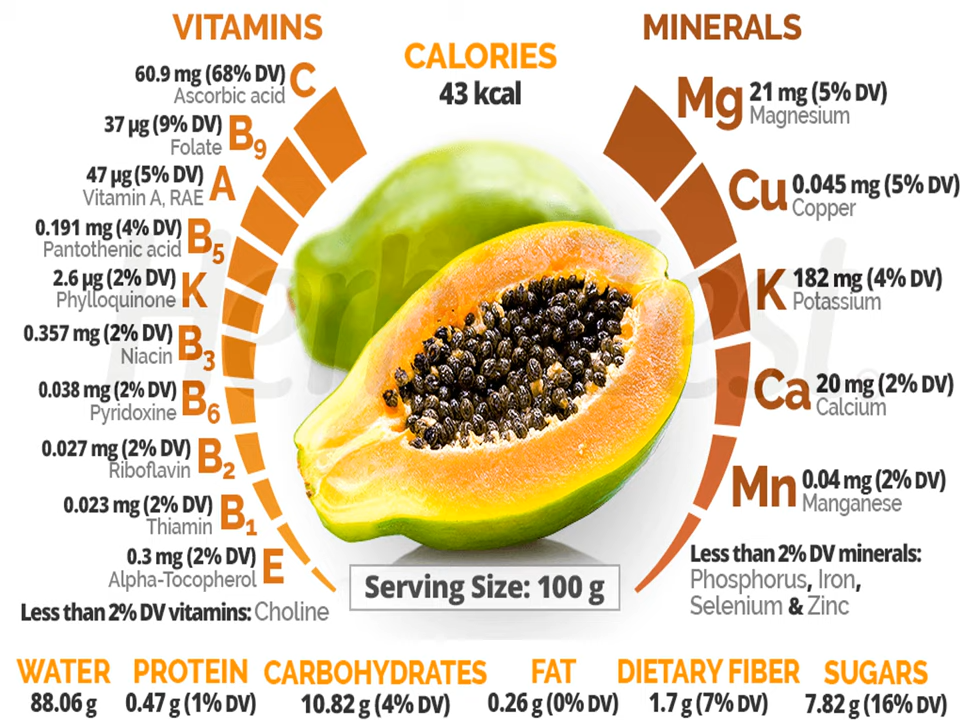 VITAMINS
CALORIES
43 kcal
MINERALS
60.9 mg (68% DV) C
Ascorbic acid
37 µg (9% DV) B9
Folate
47 µg (5% DV) A
Vitamin A, RAE
0.191 mg (4% DV) B5
Pantothenic acid
2.6 µg (2% DV) K
Phylloquinone
0.357 mg (2% DV) B3
Niacin
0.038 mg (2% DV) B6
Pyridoxine
0.027 mg (2% DV) B2
Riboflavin
0.023 mg (2% DV) B1
Thiamin
0.3 mg (2% DV) E
Alpha-Tocopherol
Less than 2% DV vitamins: Choline
Mg 21 mg (5% DV)
Magnesium
Cu 0.045 mg (5% DV)
Copper
K 182 mg (4% DV)
Potassium
Ca 20 mg (2% DV)
Calcium
Mn 0.04 mg (2% DV)
Manganese
Less than 2% DV minerals:
Phosphorus, Iron,
Selenium & Zinc
Serving Size: 100 g
WATER PROTEIN CARBOHYDRATES FAT DIETARY FIBER SUGARS
88.06 g 0.47 g (1% DV) 10.82 g (4% DV) 0.26 g (0% DV) 1.7 g (7% DV) 7.82 g (16% DV)